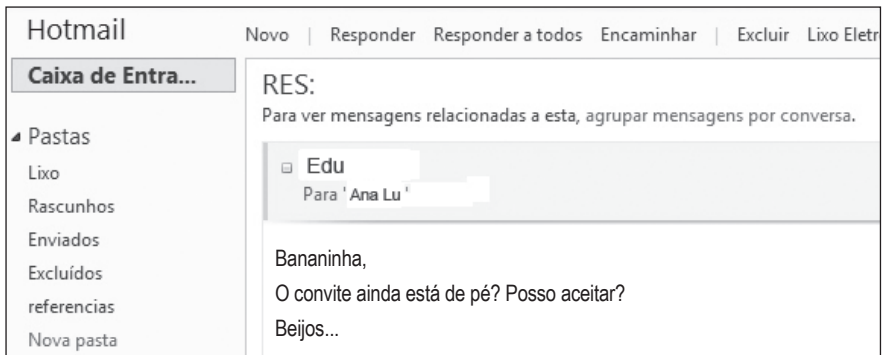 Hotmail
Novo | Responder Responder a todos Encaminhar | Excluir Lixo Eletr
Caixa de Entra...
RES:
Para ver mensagens relacionadas a esta, agrupar mensagens por conversa.
Pastas
Lixo
Rascunhos
Enviados
Excluídos
referencias
Nova pasta
Edu
Para ' Ana Lu '
Bananinha,
O convite ainda está de pé? Posso aceitar?
Beijos...